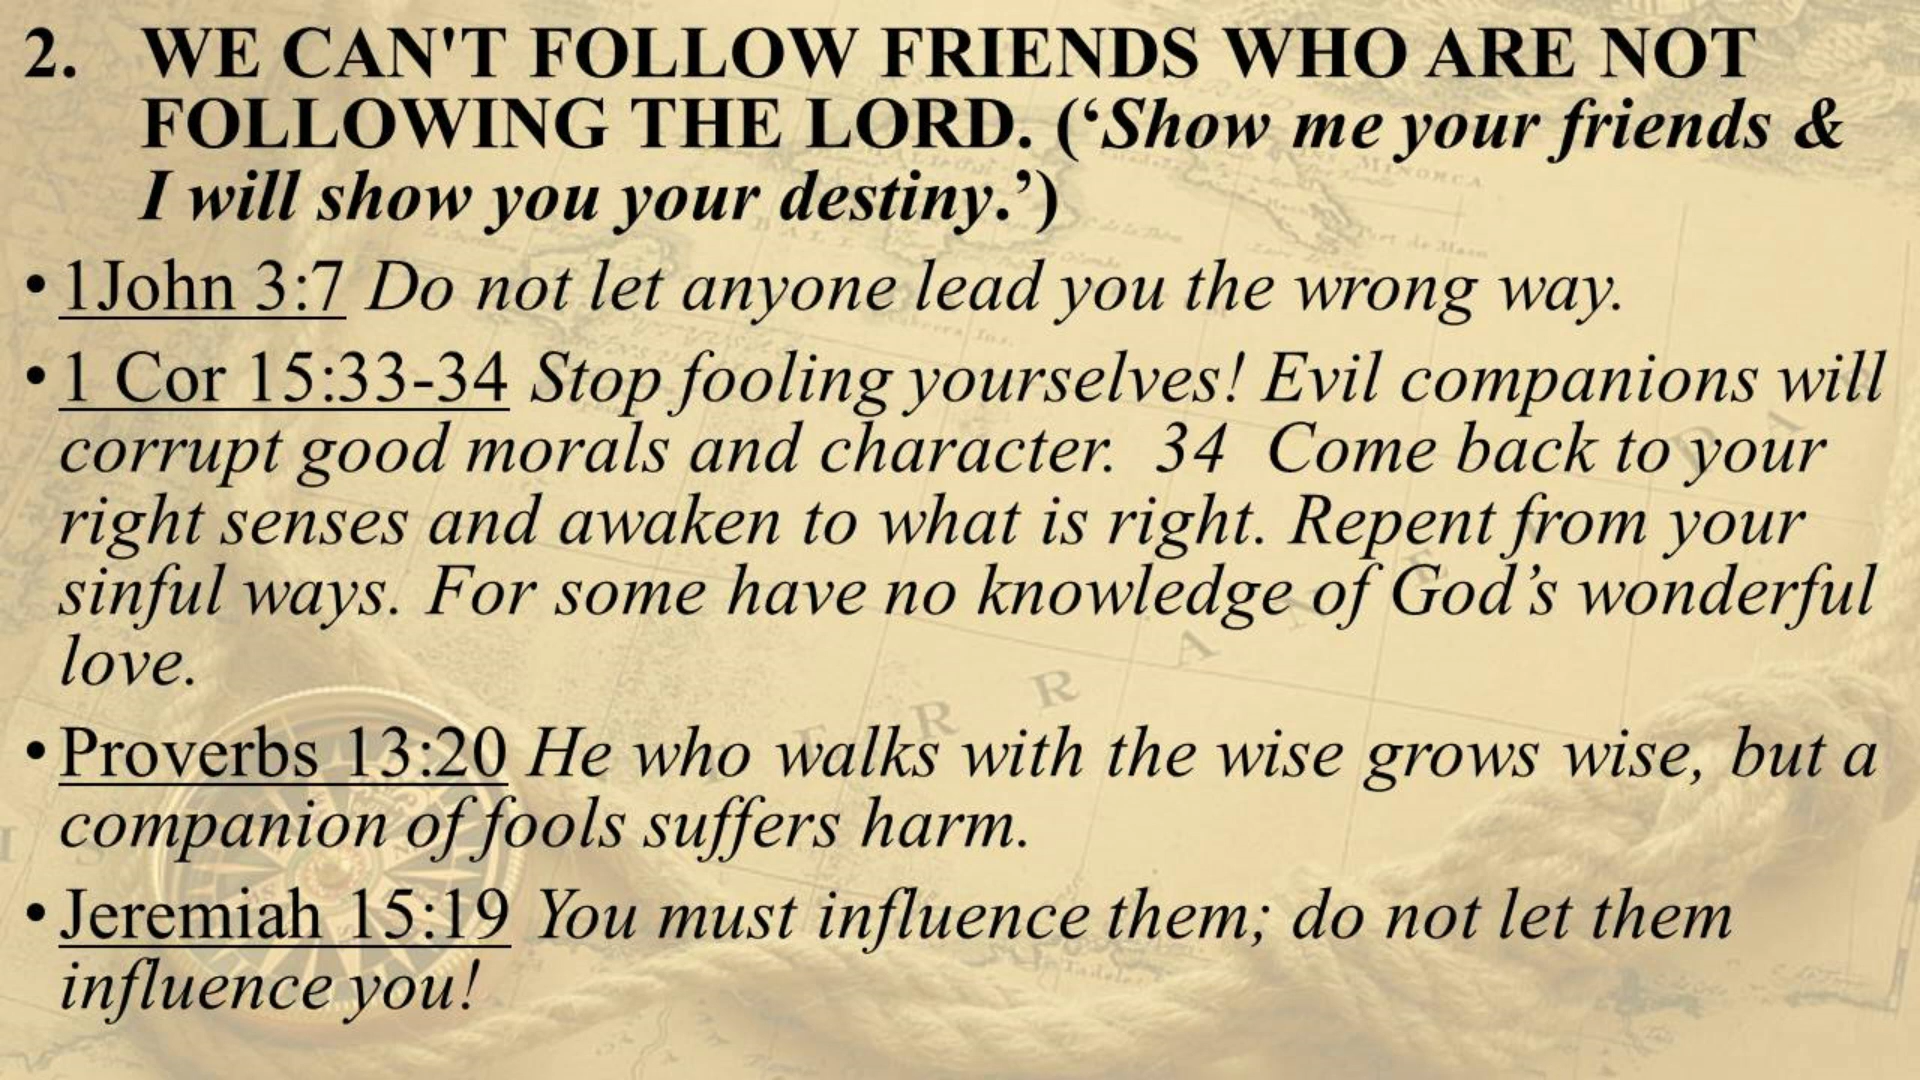 2. WE CAN'T FOLLOW FRIENDS WHO ARE NOT
FOLLOWING THE LORD. (‘Show me your friends &
I will show you your destiny.’)
• 1John 3:7 Do not let anyone lead you the wrong way.
• 1 Cor 15:33-34 Stop fooling yourselves! Evil companions will
corrupt good morals and character. 34 Come back to your
right senses and awaken to what is right. Repent from your
sinful ways. For some have no knowledge of God’s wonderful
love.
• Proverbs 13:20 He who walks with the wise grows wise, but a
companion of fools suffers harm.
• Jeremiah 15:19 You must influence them; do not let them
influence you!